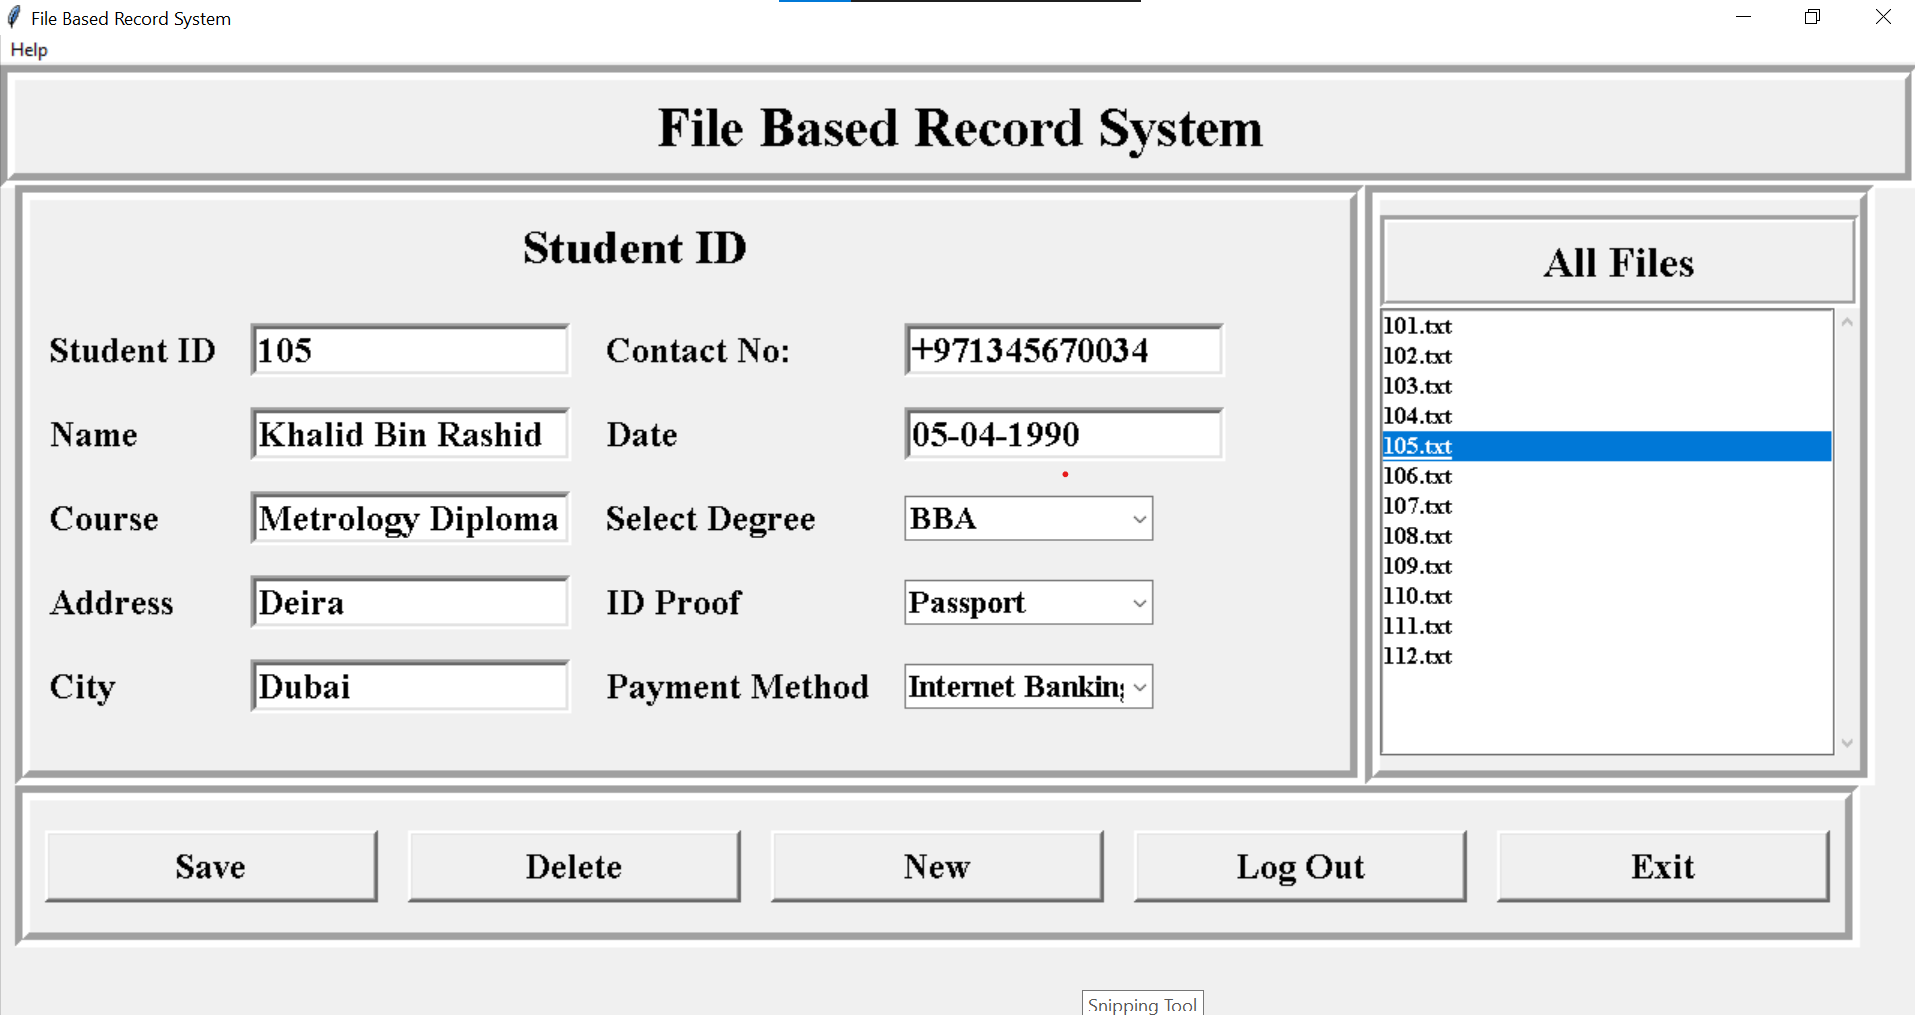 File Based Record System
Help
File Based Record System
Student ID
Student ID 105 Contact No: +971345670034
Name Khalid Bin Rashid Date 05-04-1990
Course Metrology Diploma Select Degree BBA
Address Deira ID Proof Passport
City Dubai Payment Method Internet Banking
All Files
101.txt
102.txt
103.txt
104.txt
105.txt
106.txt
107.txt
108.txt
109.txt
110.txt
111.txt
112.txt
Save Delete New Log Out Exit
Snipping Tool